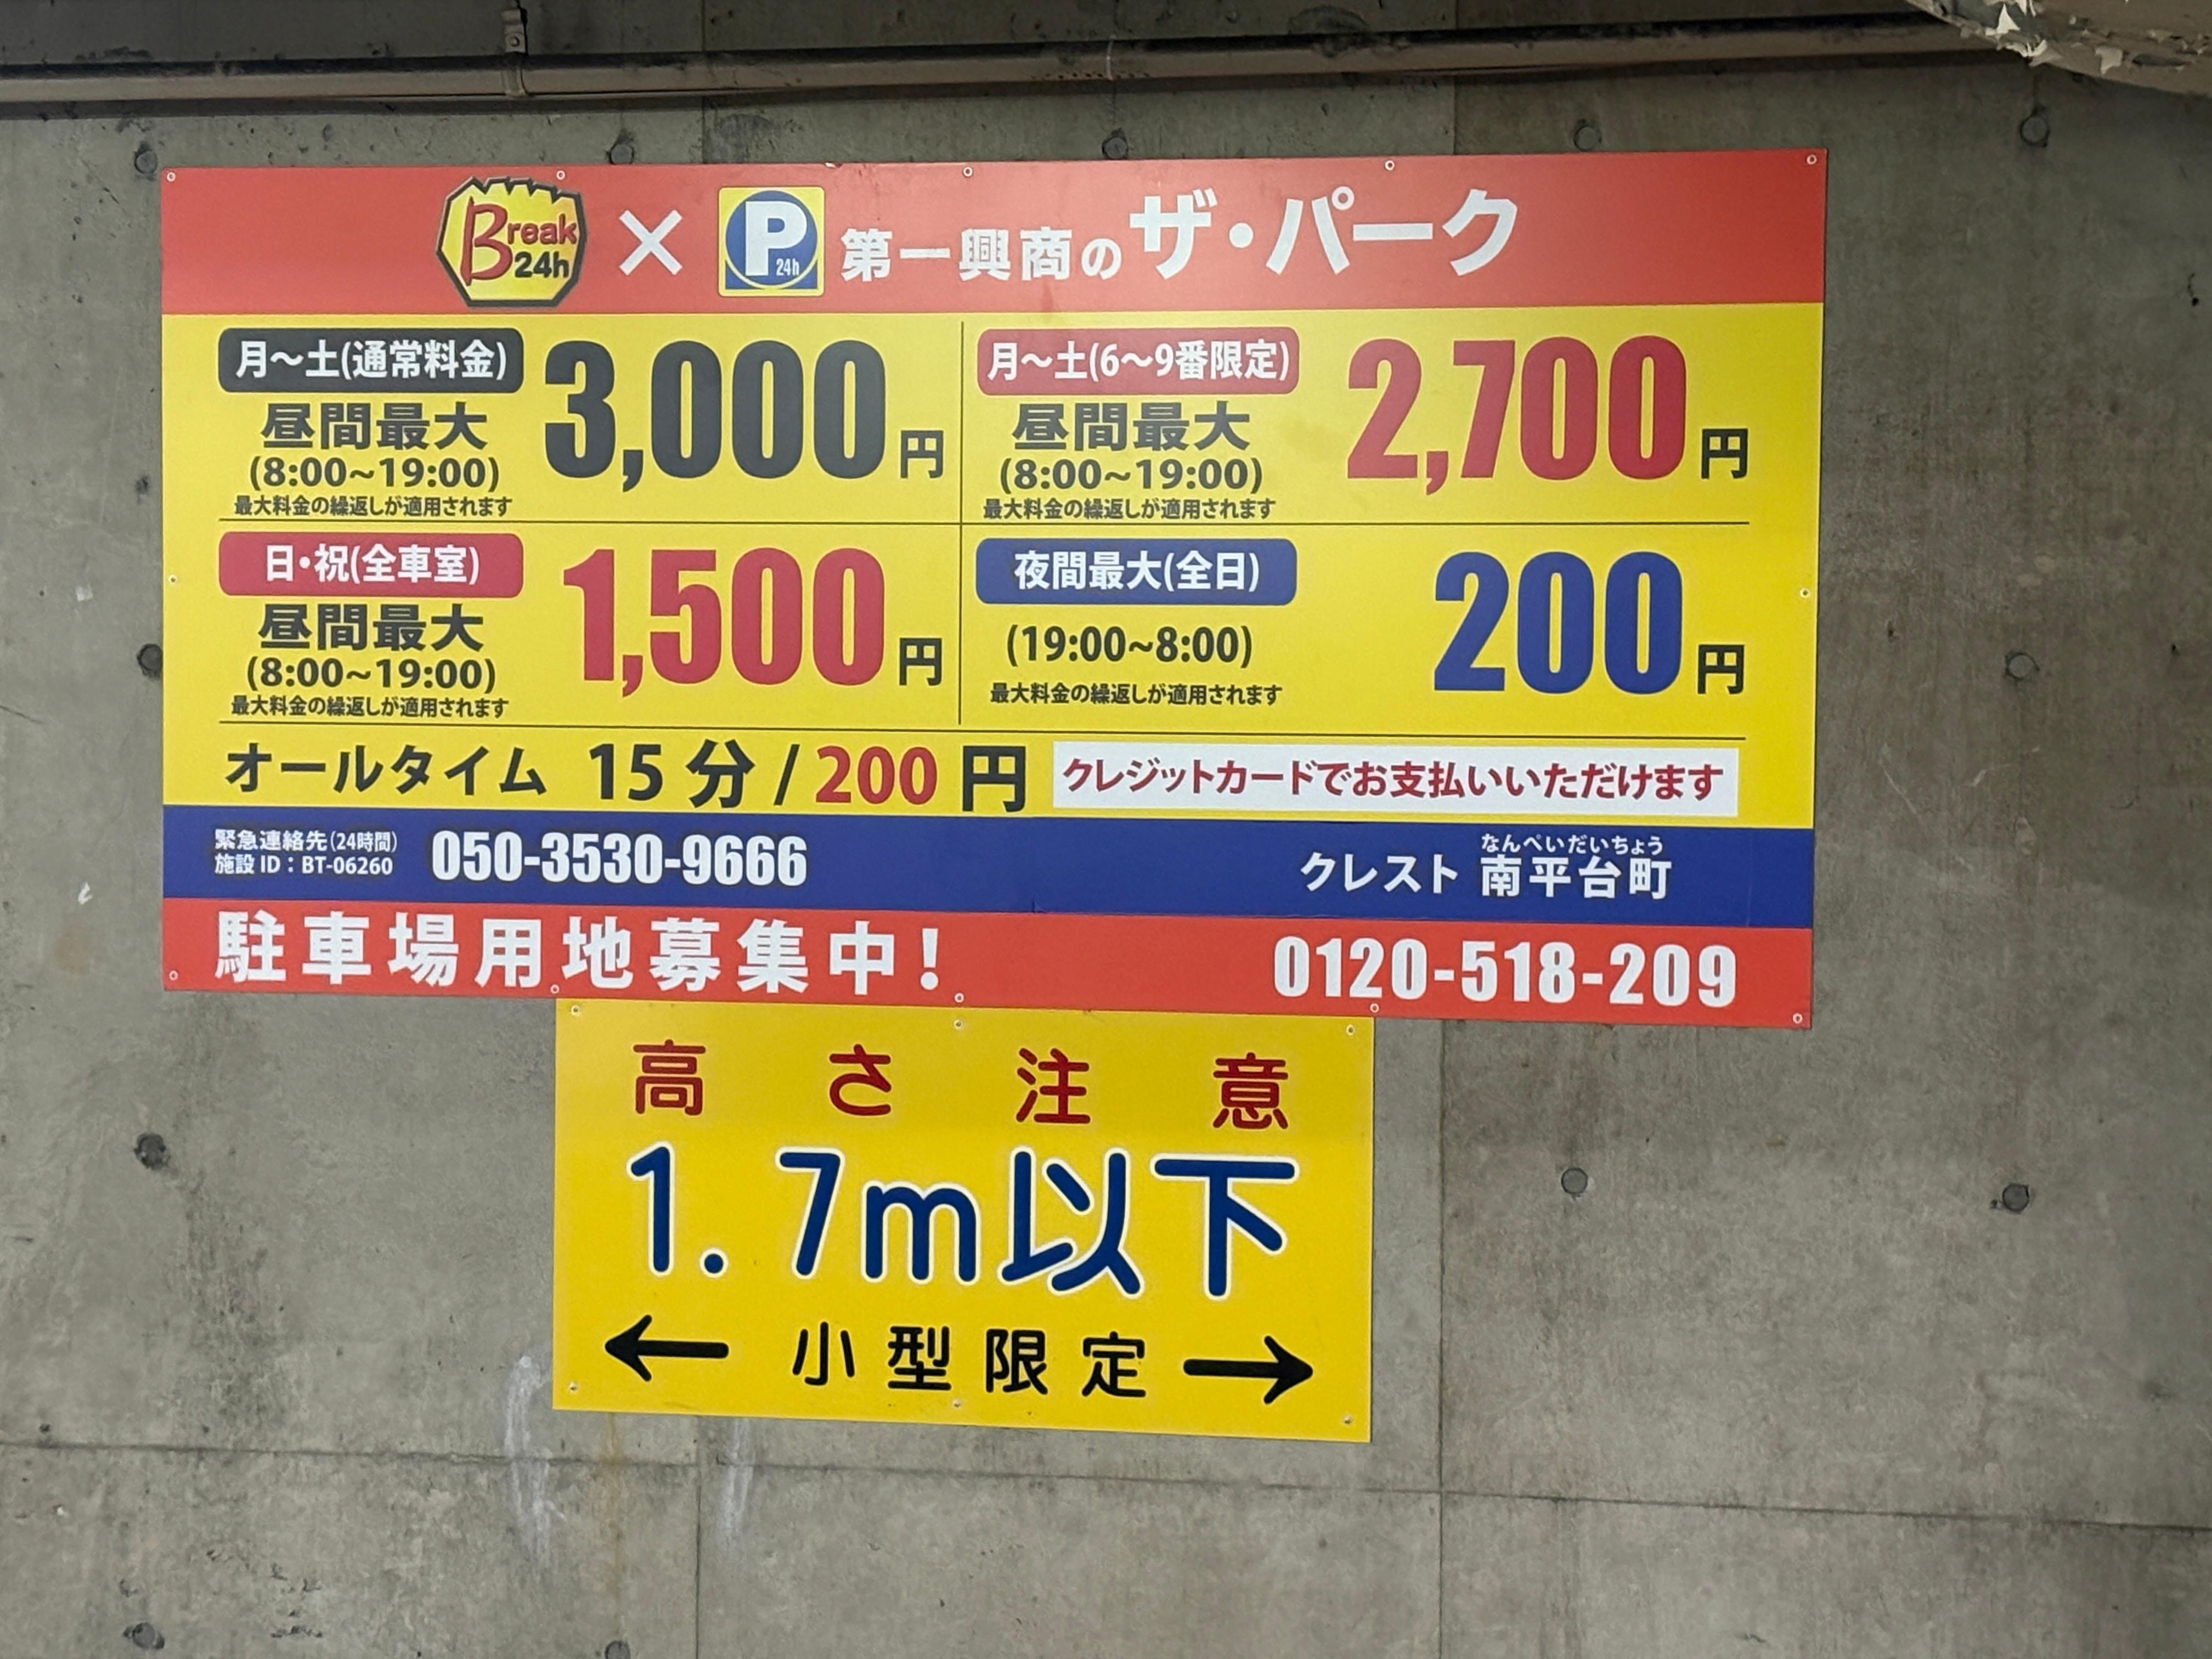 Break 24h × P 24h 第一興商の ザ・パーク
月～土(通常料金)
昼間最大
(8:00～19:00)
最大料金の繰返しが適用されます
3,000円
月～土(6～9番限定)
昼間最大
(8:00～19:00)
最大料金の繰返しが適用されます
2,700円
日・祝(全車室)
昼間最大
(8:00～19:00)
最大料金の繰返しが適用されます
1,500円
夜間最大(全日)
(19:00～8:00)
最大料金の繰返しが適用されます
200円
オールタイム 15分/200円 クレジットカードでお支払いいただけます
緊急連絡先(24時間)
施設ID:BT-06260
050-3530-9666
なんぺいだいちょう
クレスト 南平台町
駐車場用地募集中! 0120-518-209
高さ注意
1.7m以下
← 小型限定 →